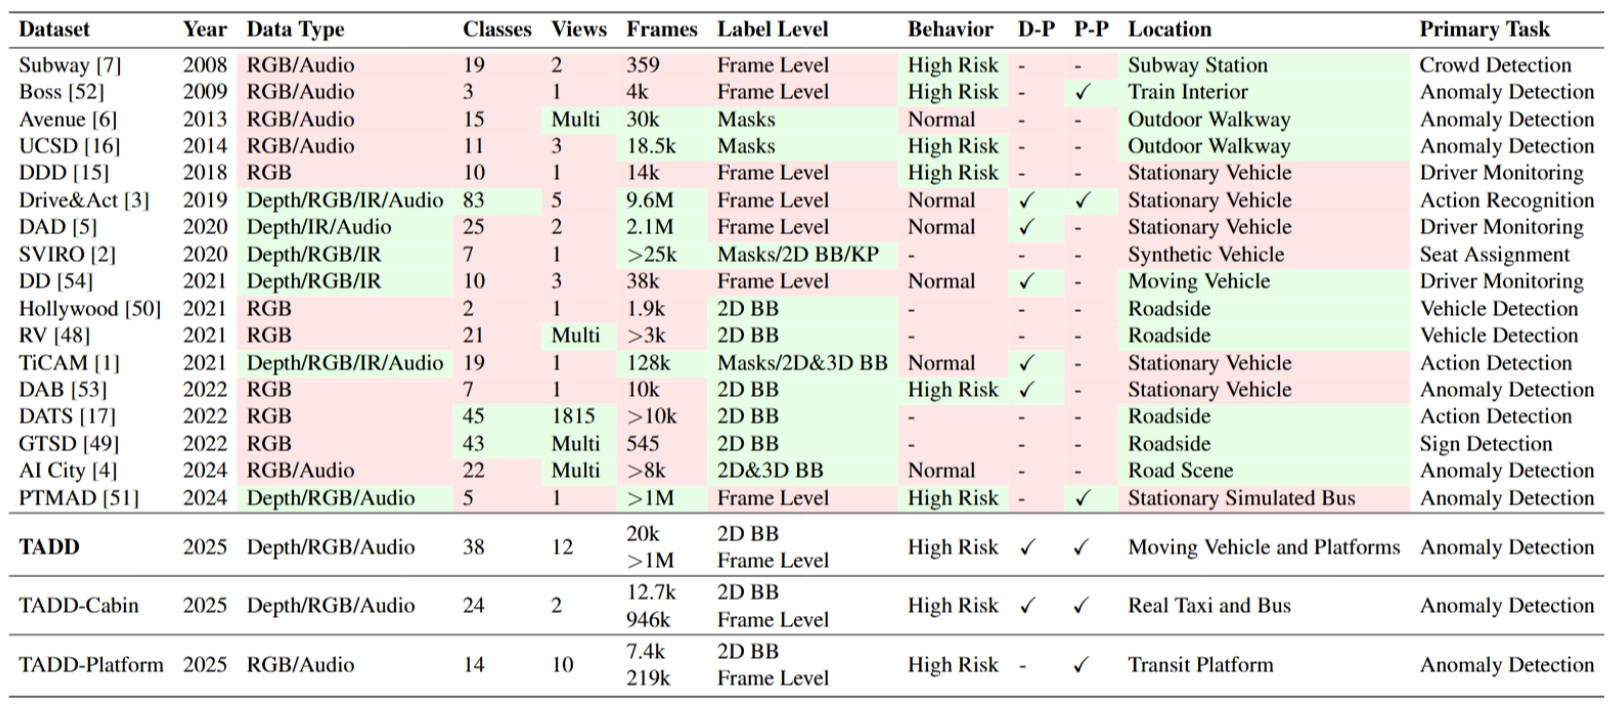 Dataset Year Data Type Classes Views Frames Label Level Behavior D-P P-P Location Primary Task
Subway [7] 2008 RGB/Audio 19 2 359 Frame Level High Risk - - Subway Station Crowd Detection
Boss [52] 2009 RGB/Audio 3 1 4k Frame Level High Risk - ✓ Train Interior Anomaly Detection
Avenue [6] 2013 RGB/Audio 15 Multi 30k Masks Normal - - Outdoor Walkway Anomaly Detection
UCSD [16] 2014 RGB/Audio 11 3 18.5k Masks High Risk - - Outdoor Walkway Anomaly Detection
DDD [15] 2018 RGB 10 1 14k Frame Level High Risk - - Stationary Vehicle Driver Monitoring
Drive&Act [3] 2019 Depth/RGB/IR/Audio 83 5 9.6M Frame Level Normal ✓ ✓ Stationary Vehicle Action Recognition
DAD [5] 2020 Depth/IR/Audio 25 2 2.1M Frame Level Normal ✓ - Stationary Vehicle Driver Monitoring
SVIRO [2] 2020 Depth/RGB/IR 7 1 >25k Masks/2D BB/KP - - - Synthetic Vehicle Seat Assignment
DD [54] 2021 Depth/RGB/IR 10 3 38k Frame Level Normal ✓ - Moving Vehicle Driver Monitoring
Hollywood [50] 2021 RGB 2 1 1.9k 2D BB - - - Roadside Vehicle Detection
RV [48] 2021 RGB 21 Multi >3k 2D BB - - - Roadside Vehicle Detection
TiCAM [1] 2021 Depth/RGB/IR/Audio 19 1 128k Masks/2D&3D BB Normal ✓ - Stationary Vehicle Action Detection
DAB [53] 2022 RGB 7 1 10k 2D BB High Risk ✓ - Stationary Vehicle Anomaly Detection
DATS [17] 2022 RGB 45 1815 >10k 2D BB - - - Roadside Action Detection
GTSD [49] 2022 RGB 43 Multi 545 2D BB - - - Roadside Sign Detection
AI City [4] 2024 RGB/Audio 22 Multi >8k 2D&3D BB Normal - - Road Scene Anomaly Detection
PTMAD [51] 2024 Depth/RGB/Audio 5 1 >1M Frame Level High Risk - ✓ Stationary Simulated Bus Anomaly Detection
20k 2D BB
TADD 2025 Depth/RGB/Audio 38 12 High Risk ✓ ✓ Moving Vehicle and Platforms Anomaly Detection
>1M Frame Level
12.7k 2D BB
TADD-Cabin 2025 Depth/RGB/Audio 24 2 High Risk ✓ ✓ Real Taxi and Bus Anomaly Detection
946k Frame Level
7.4k 2D BB
TADD-Platform 2025 RGB/Audio 14 10 High Risk - ✓ Transit Platform Anomaly Detection
219k Frame Level